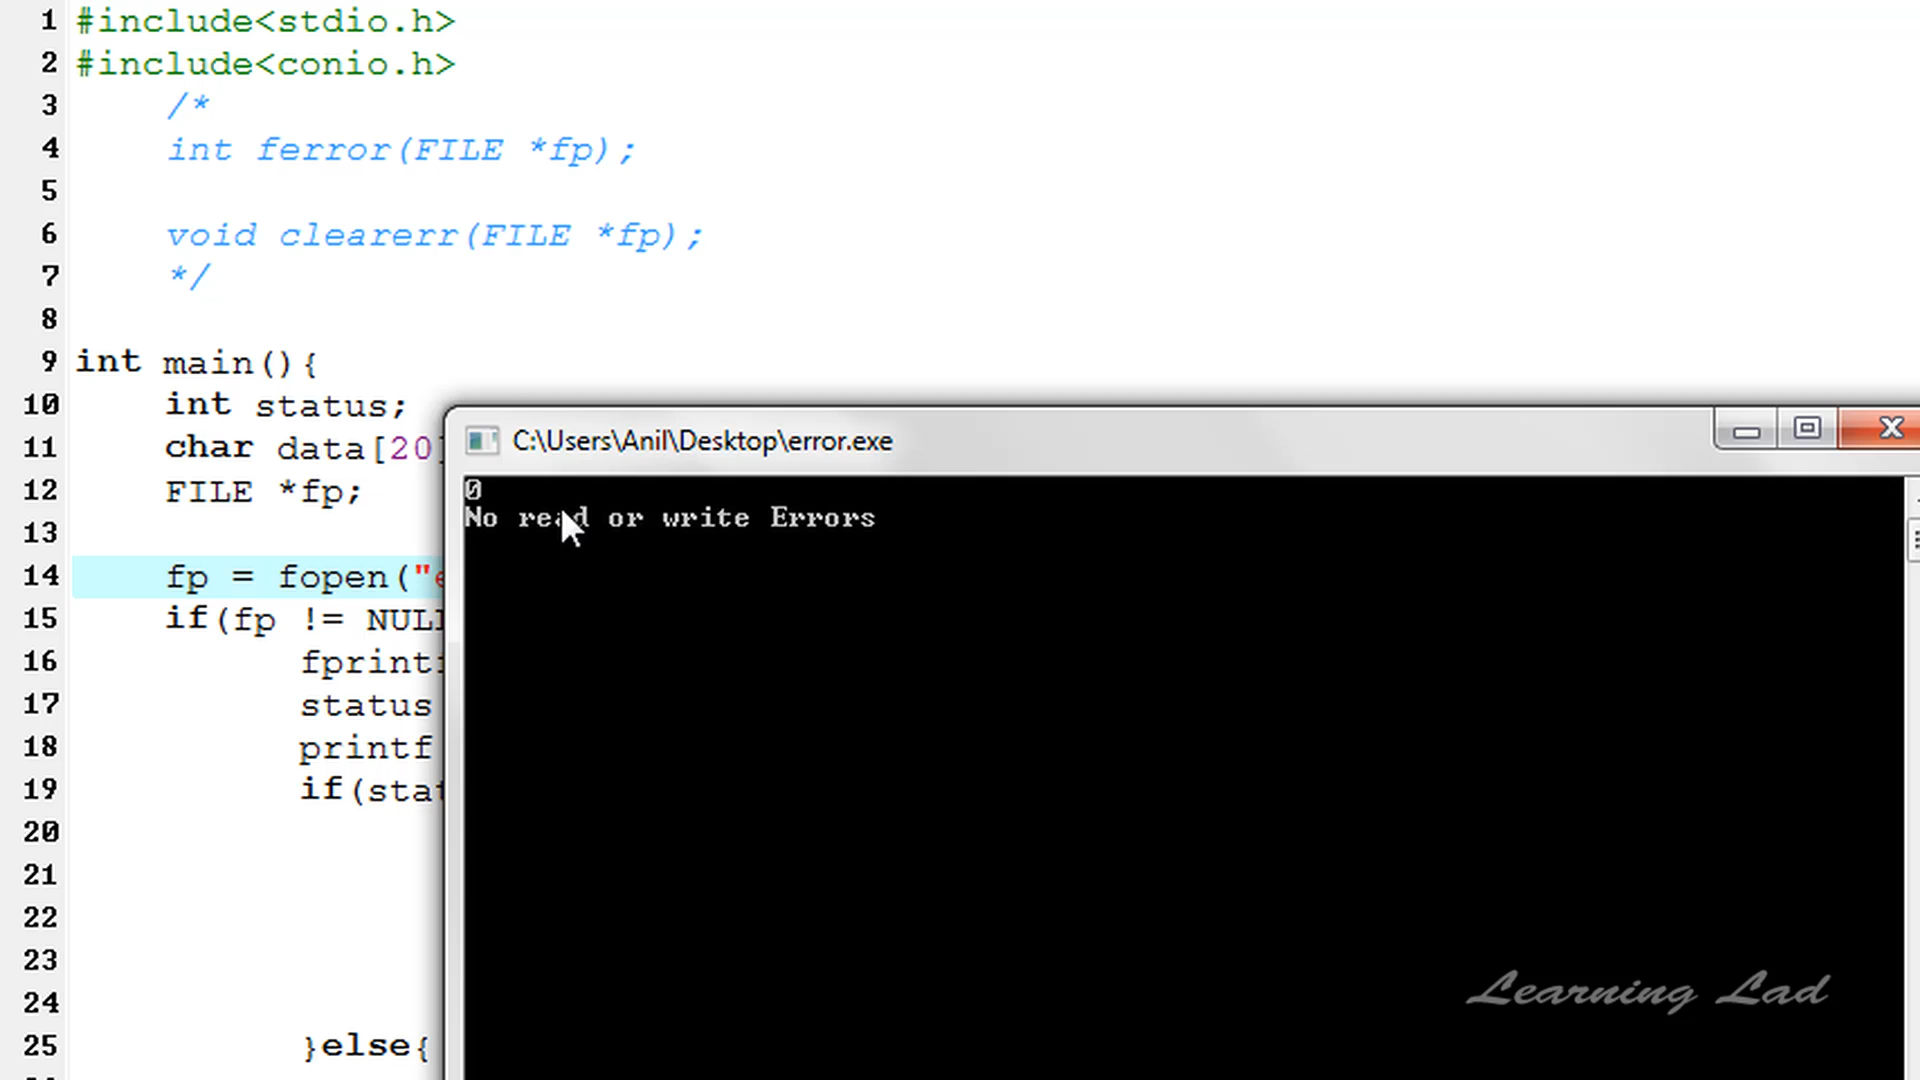 1 #include<stdio.h>
2 #include<conio.h>
3 /*
4 int ferror(FILE *fp);
5
6 void clearerr(FILE *fp);
7 */
8
9 int main(){
10 int status;
11 char data[20]
12 FILE *fp;
13
14 fp = fopen("e
15 if(fp != NULL
16 fprintf
17 status
18 printf
19 if(stat
20
21
22
23
24
25 }else{
C:\Users\Anil\Desktop\error.exe
0
No read or write Errors
Learning Lad